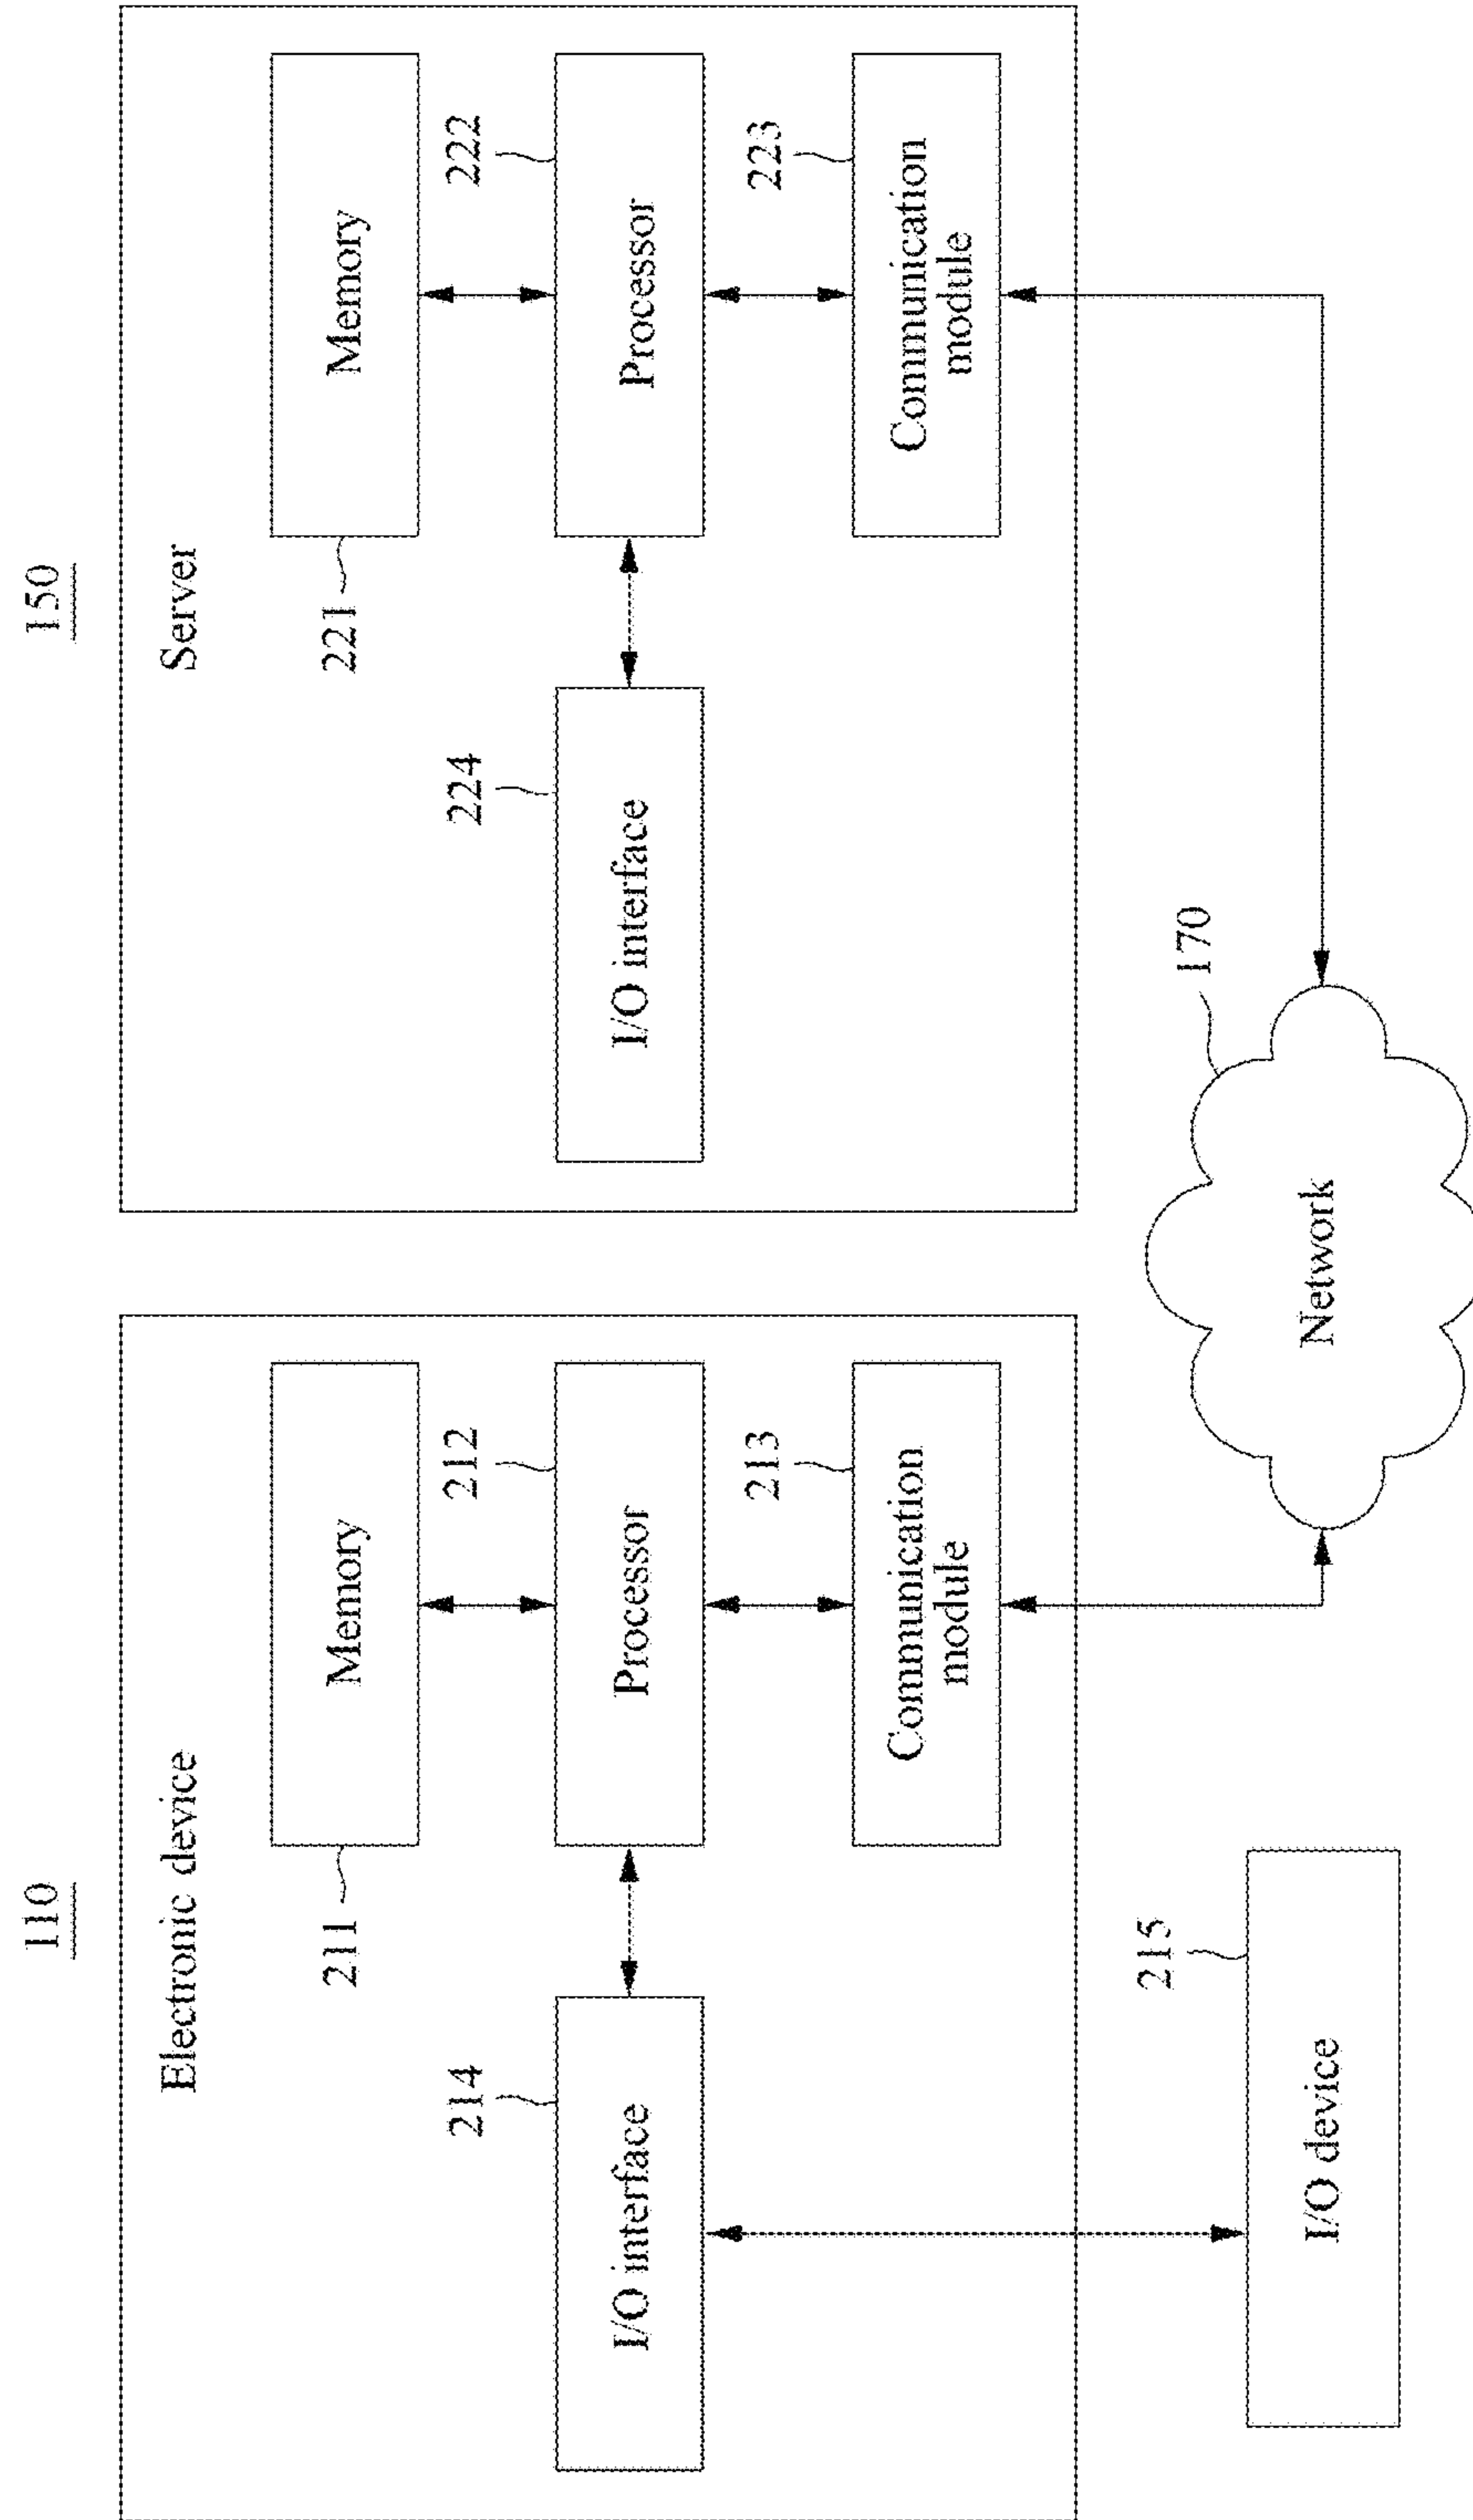 110
150
Electronic device
Server
211
Memory
221
Memory
212
222
214
224
I/O interface
Processor
I/O interface
Processor
213
223
Communication
module
Communication
module
215
170
I/O device
Network